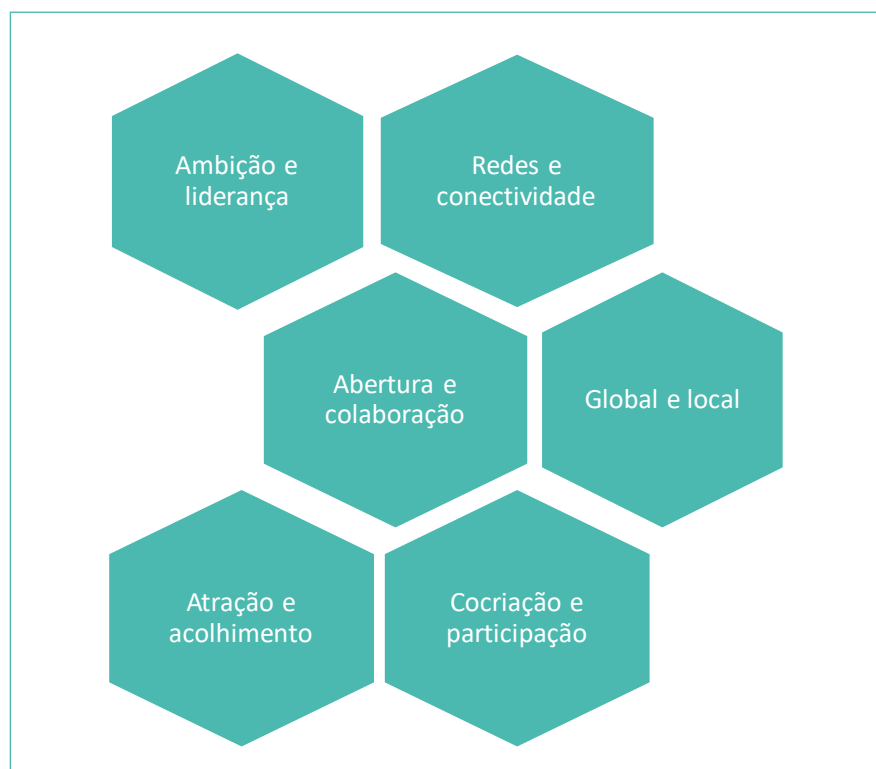 Ambição e
liderança
Redes e
conectividade
Abertura e
colaboração
Global e local
Atração e
acolhimento
Cocriação e
participação